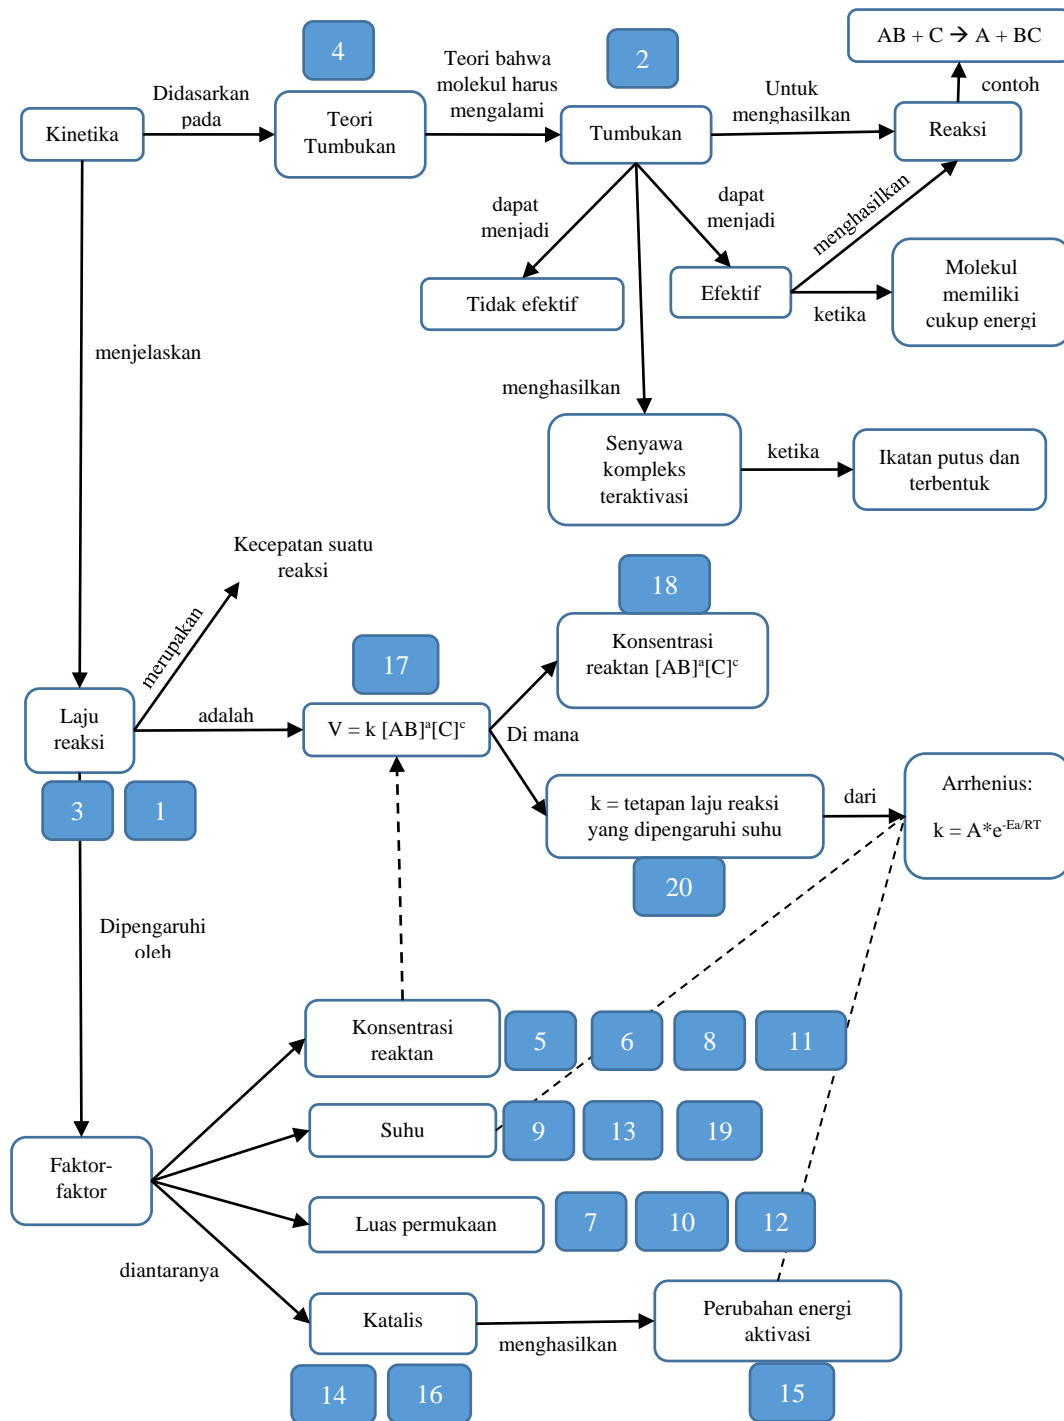 4
2
AB + C → A + BC
Didasarkan
pada
Teori bahwa
molekul harus
mengalami
Untuk
menghasilkan
contoh
Kinetika
Teori
Tumbukan
Tumbukan
Reaksi
dapat
menjadi
dapat
menjadi
menghasilkan
Tidak efektif
Efektif
ketika
Molekul
memiliki
cukup energi
menjelaskan
menghasilkan
Senyawa
kompleks
teraktivasi
ketika
Ikatan putus dan
terbentuk
Kecepatan suatu
reaksi
merupakan
18
Konsentrasi
reaktan [AB]ᵃ[C]ᶜ
17
Laju
reaksi
adalah
V = k [AB]ᵃ[C]ᶜ
Di mana
3
1
k = tetapan laju reaksi
yang dipengaruhi suhu
dari
Arrhenius:
k = A*e⁻ᴱᵃ/ᴿᵀ
20
Dipengaruhi
oleh
Konsentrasi
reaktan
5
6
8
11
Suhu
9
13
19
Faktor-
faktor
Luas permukaan
7
10
12
diantaranya
Katalis
menghasilkan
Perubahan energi
aktivasi
14
16
15